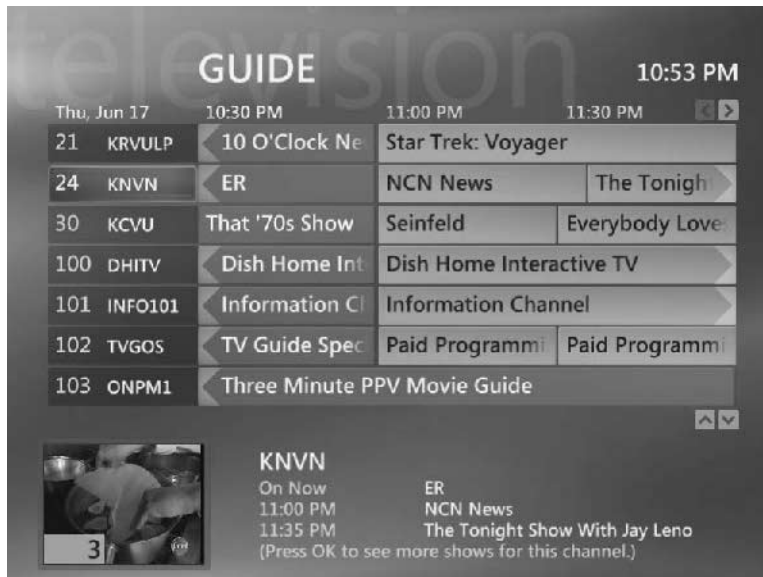 television
GUIDE
10:53 PM
Thu, Jun 17 10:30 PM 11:00 PM 11:30 PM
21 KRVULP 10 O'Clock Ne Star Trek: Voyager
24 KNVN ER NCN News The Tonigh
30 KCVU That '70s Show Seinfeld Everybody Love
100 DHITV Dish Home Int Dish Home Interactive TV
101 INFO101 Information Cl Information Channel
102 TVGOS TV Guide Spec Paid Programmi Paid Programmi
103 ONPM1 Three Minute PPV Movie Guide
KNVN
On Now ER
11:00 PM NCN News
11:35 PM The Tonight Show With Jay Leno
(Press OK to see more shows for this channel.)
3